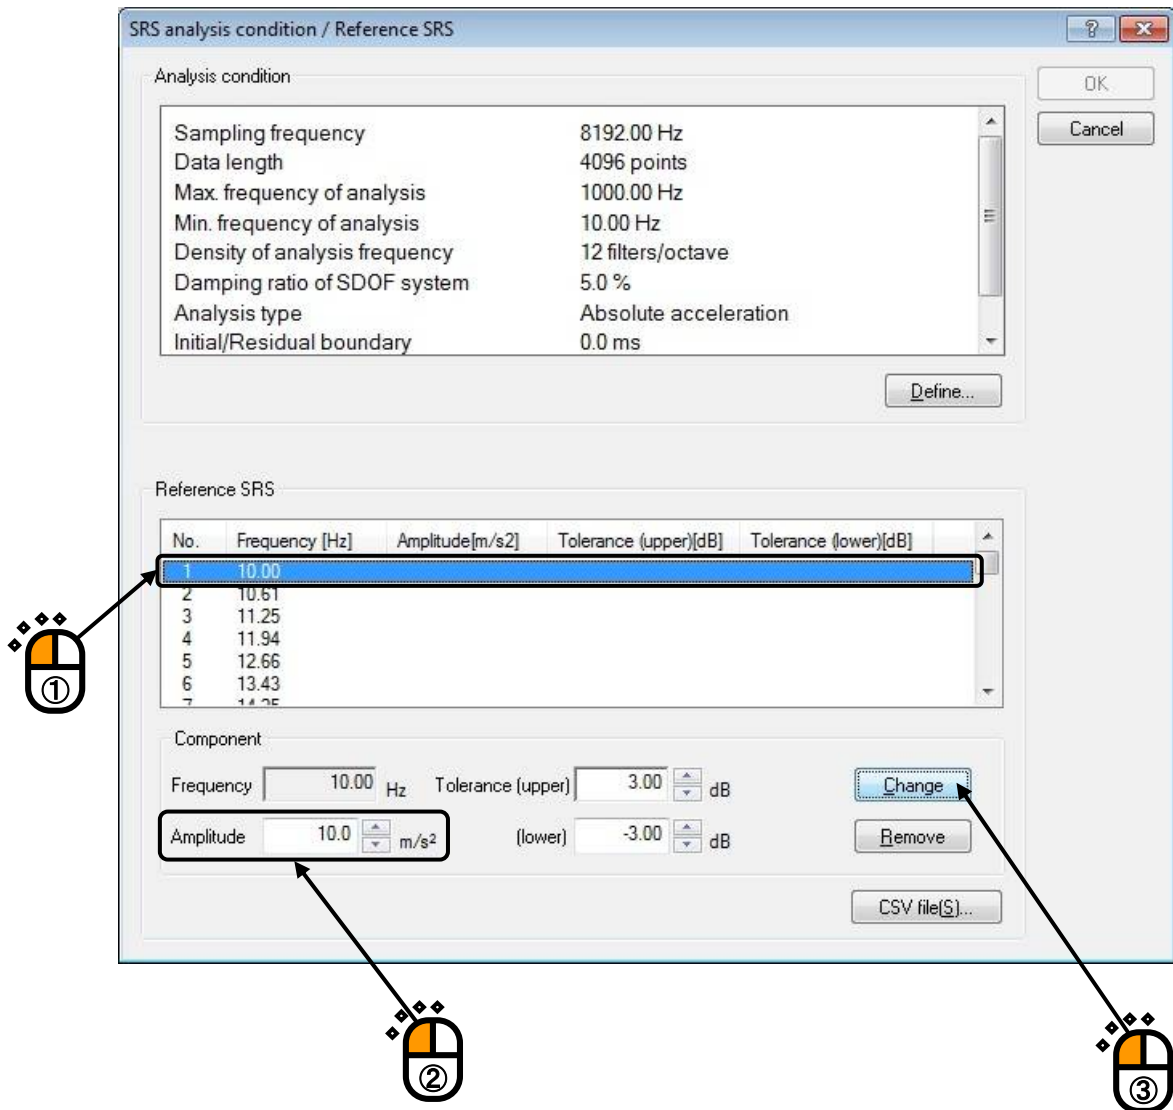 SRS analysis condition / Reference SRS
Analysis condition
OK
Cancel
Sampling frequency 8192.00 Hz
Data length 4096 points
Max. frequency of analysis 1000.00 Hz
Min. frequency of analysis 10.00 Hz
Density of analysis frequency 12 filters/octave
Damping ratio of SDOF system 5.0 %
Analysis type Absolute acceleration
Initial/Residual boundary 0.0 ms
Define...
Reference SRS
No. Frequency [Hz] Amplitude[m/s2] Tolerance (upper)[dB] Tolerance (lower)[dB]
1 10.00
2 10.61
3 11.25
4 11.94
5 12.66
6 13.43
7 14.25
①
Component
Frequency 10.00 Hz Tolerance (upper) 3.00 dB Change
Amplitude 10.0 m/s² (lower) -3.00 dB Remove
CSV file(S)...
②
③